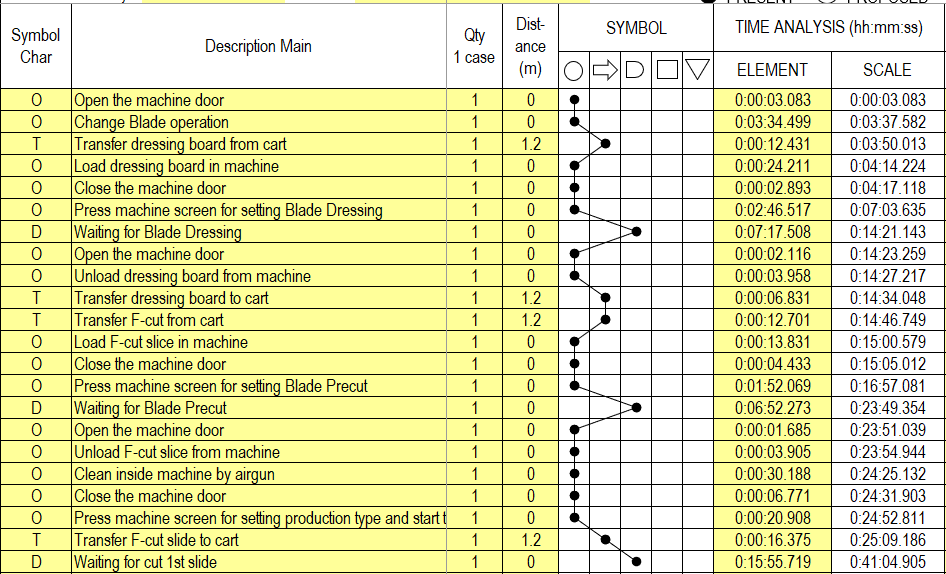 PRESENT PROPOSED
Symbol Char Description Main Qty 1 case Dist-ance (m) SYMBOL TIME ANALYSIS (hh:mm:ss)
ELEMENT SCALE
O Open the machine door 1 0 0:00:03.083 0:00:03.083
O Change Blade operation 1 0 0:03:34.499 0:03:37.582
T Transfer dressing board from cart 1 1.2 0:00:12.431 0:03:50.013
O Load dressing board in machine 1 0 0:00:24.211 0:04:14.224
O Close the machine door 1 0 0:00:02.893 0:04:17.118
O Press machine screen for setting Blade Dressing 1 0 0:02:46.517 0:07:03.635
D Waiting for Blade Dressing 1 0 0:07:17.508 0:14:21.143
O Open the machine door 1 0 0:00:02.116 0:14:23.259
O Unload dressing board from machine 1 0 0:00:03.958 0:14:27.217
T Transfer dressing board to cart 1 1.2 0:00:06.831 0:14:34.048
T Transfer F-cut from cart 1 1.2 0:00:12.701 0:14:46.749
O Load F-cut slice in machine 1 0 0:00:13.831 0:15:00.579
O Close the machine door 1 0 0:00:04.433 0:15:05.012
O Press machine screen for setting Blade Precut 1 0 0:01:52.069 0:16:57.081
D Waiting for Blade Precut 1 0 0:06:52.273 0:23:49.354
O Open the machine door 1 0 0:00:01.685 0:23:51.039
O Unload F-cut slice from machine 1 0 0:00:03.905 0:23:54.944
O Clean inside machine by airgun 1 0 0:00:30.188 0:24:25.132
O Close the machine door 1 0 0:00:06.771 0:24:31.903
O Press machine screen for setting production type and start t 1 0 0:00:20.908 0:24:52.811
T Transfer F-cut slide to cart 1 1.2 0:00:16.375 0:25:09.186
D Waiting for cut 1st slide 1 0 0:15:55.719 0:41:04.905